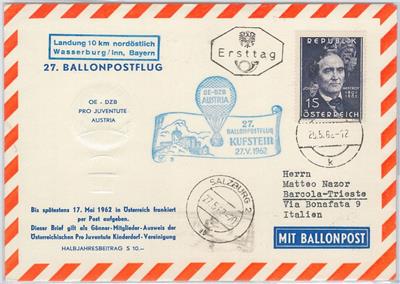 Landung 10 km nordöstlich
Wasserburg/Inn, Bayern
27. BALLONPOSTFLUG
OE - DZB
PRO JUVENTUTE
AUSTRIA
Ersttag
OE-DZB
AUSTRIA
27.
BALLONPOSTFLUG
KUFSTEIN
27.V.1962
REPUBLIK
1S
ÖSTERREICH
k
SALZBURG 2
Herrn
Matteo Nazor
Barcola-Trieste
Via Bonafata 9
Italien
MIT BALLONPOST
Bis spätestens 17. Mai 1962 in Österreich frankiert
per Post aufgeben.
Dieser Brief gilt als Gönner-Mitglieder-Ausweis der
Österreichischen Pro Juventute Kinderdorf-Vereinigung
HALBJAHRESBEITRAG S 10.—